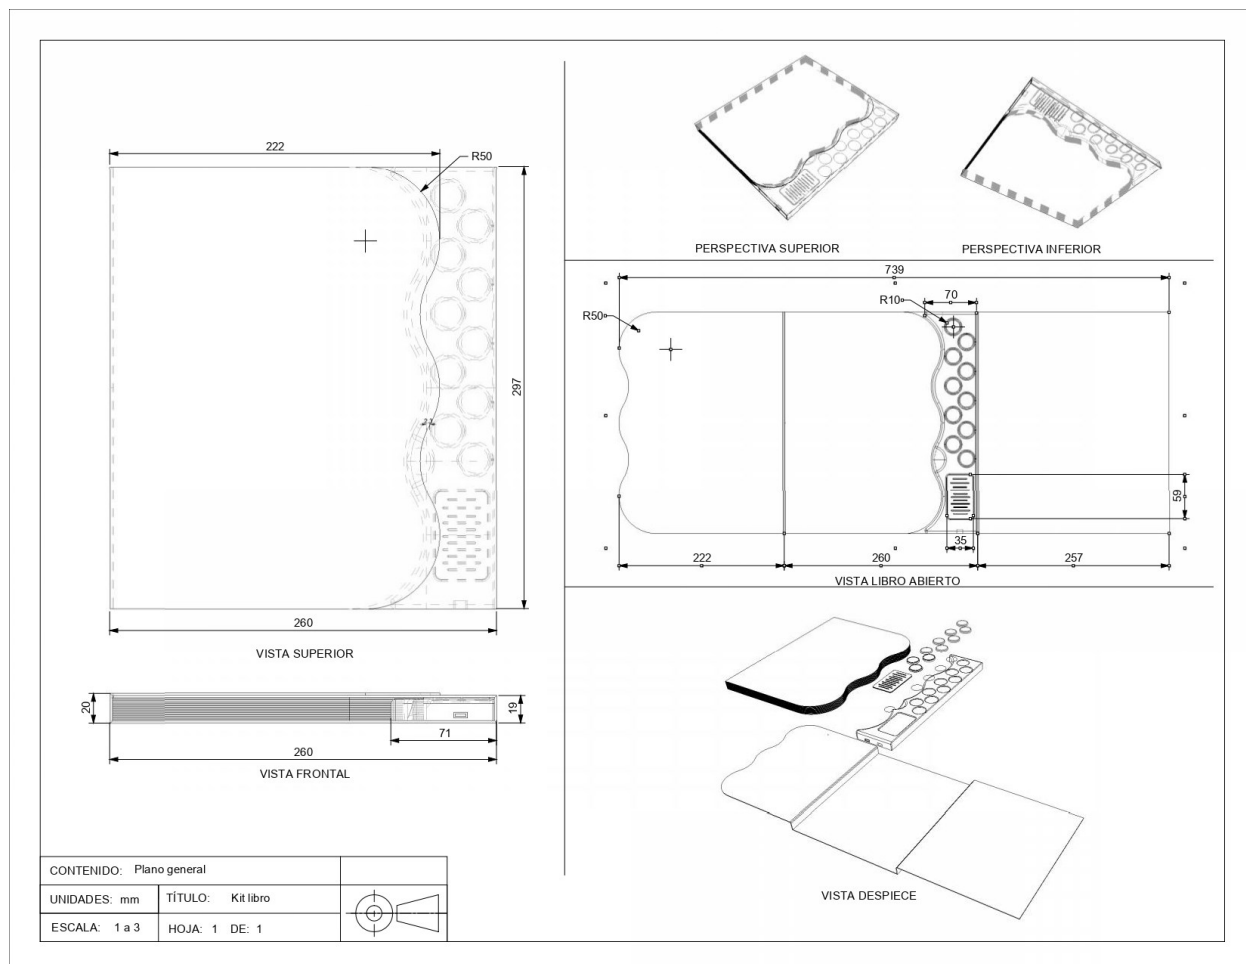 222
R50
297
260
VISTA SUPERIOR
20
19
71
260
VISTA FRONTAL
PERSPECTIVA SUPERIOR
PERSPECTIVA INFERIOR
739
R50
R10
70
59
35
222
260
257
VISTA LIBRO ABIERTO
VISTA DESPIECE
CONTENIDO: Plano general
UNIDADES: mm
TÍTULO: Kit libro
ESCALA: 1 a 3
HOJA: 1 DE: 1